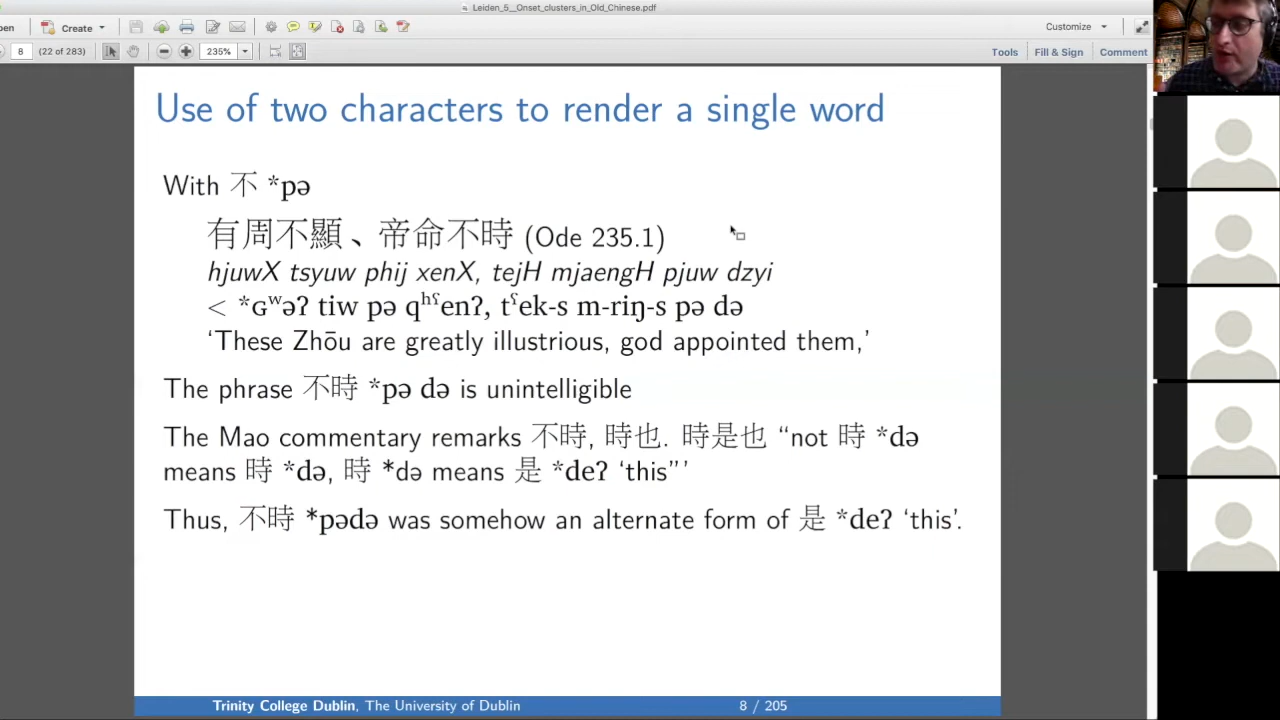 Leiden_5__Onset_clusters_in_Old_Chinese.pdf
pen Create Customize
8 (22 of 283) 235% Tools Fill & Sign Comment
Use of two characters to render a single word
With 不 *pə
有周不顯、帝命不時 (Ode 235.1)
hjuwX tsyuw phij xenX, tejH mjaengH pjuw dzyi
< *ɢʷəʔ tiw pə qʰˤenʔ, tˤek-s m-riŋ-s pə də
‘These Zhōu are greatly illustrious, god appointed them,’
The phrase 不時 *pə də is unintelligible
The Mao commentary remarks 不時, 時也. 時是也 “not 時 *də
means 時 *də, 時 *də means 是 *deʔ ‘this”’
Thus, 不時 *pədə was somehow an alternate form of 是 *deʔ ‘this’.
Trinity College Dublin, The University of Dublin 8 / 205